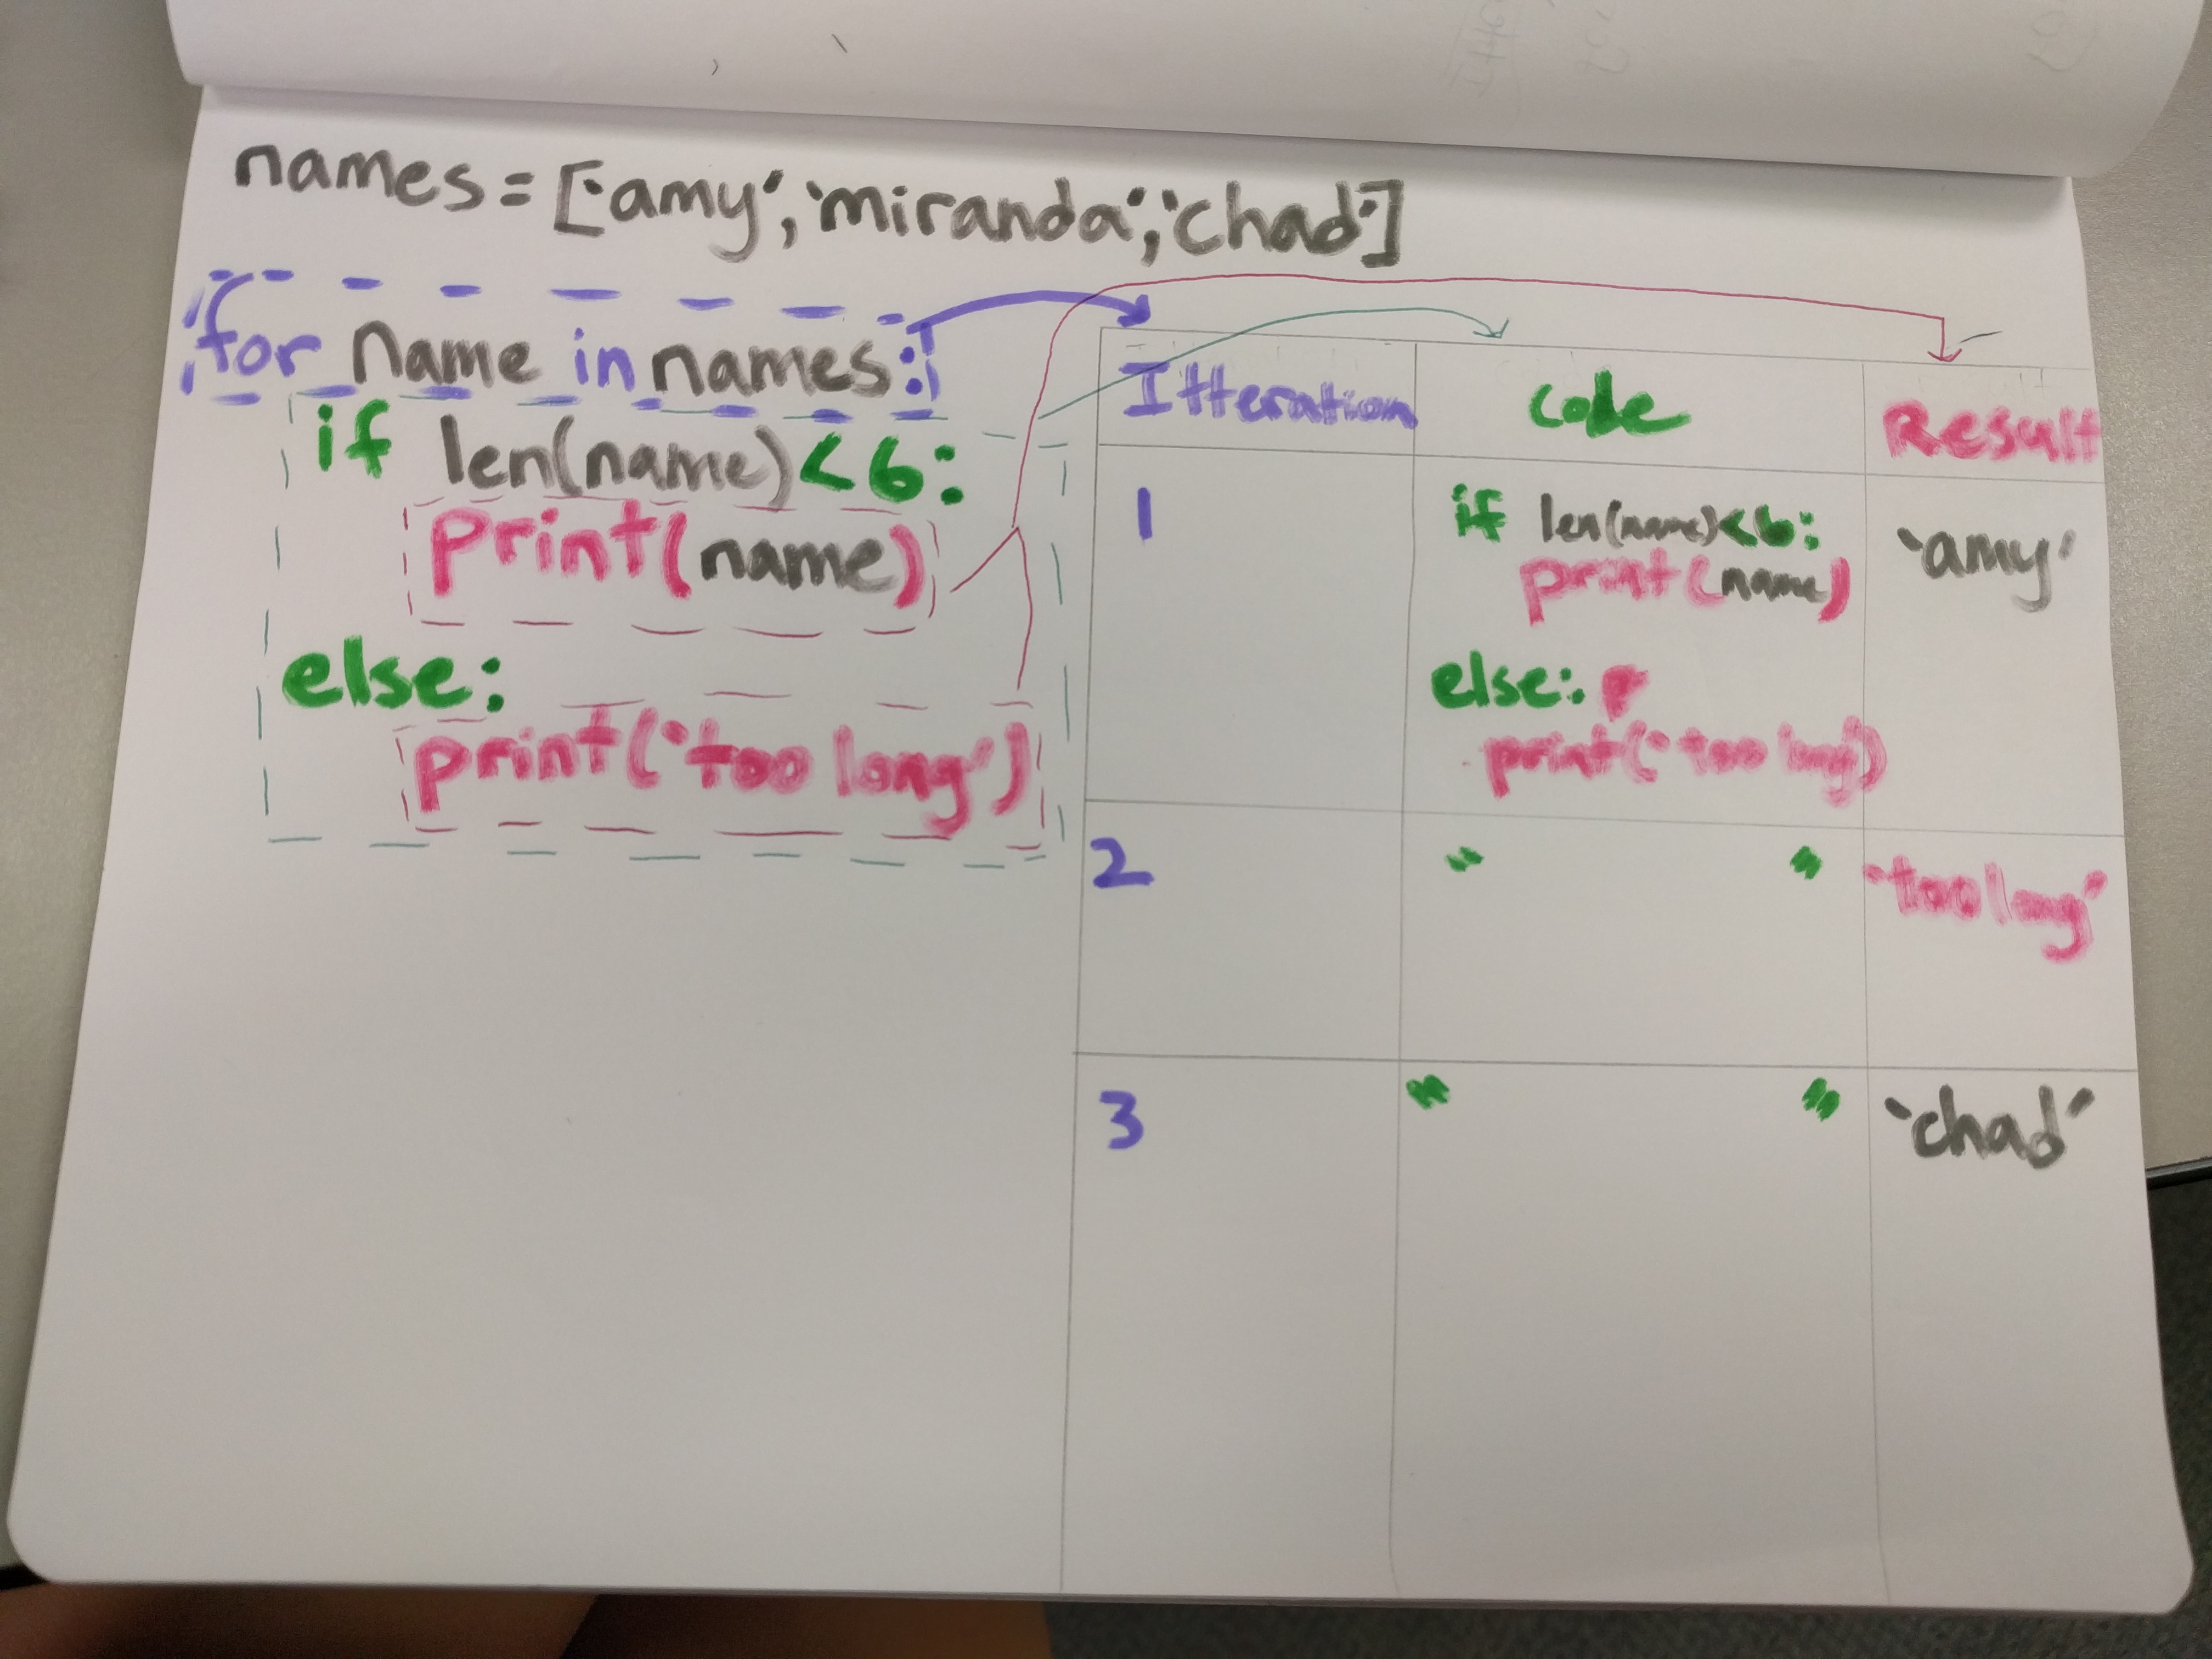 names = ['amy', 'miranda', 'chad']
for name in names:
if len(name) < 6:
print(name)
else:
print('too long')
Itteration code Result
1
if len(name)<6:
print(name)
else: p
print('too long')
'amy'
2 " " 'too long'
3 " " 'chad'